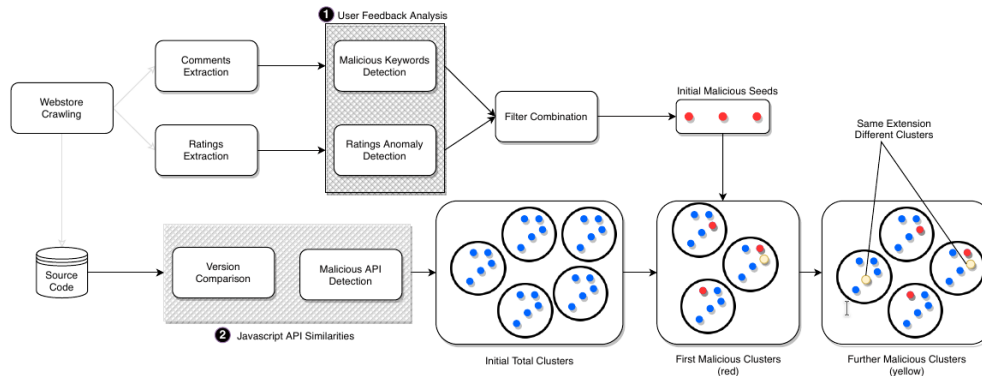 1 User Feedback Analysis
Comments
Extraction
Malicious Keywords
Detection
Webstore
Crawling
Filter Combination
Initial Malicious Seeds
Same Extension
Different Clusters
Ratings
Extraction
Ratings Anomaly
Detection
Source
Code
Version
Comparison
Malicious API
Detection
2 Javascript API Similarities
Initial Total Clusters
First Malicious Clusters
(red)
Further Malicious Clusters
(yellow)